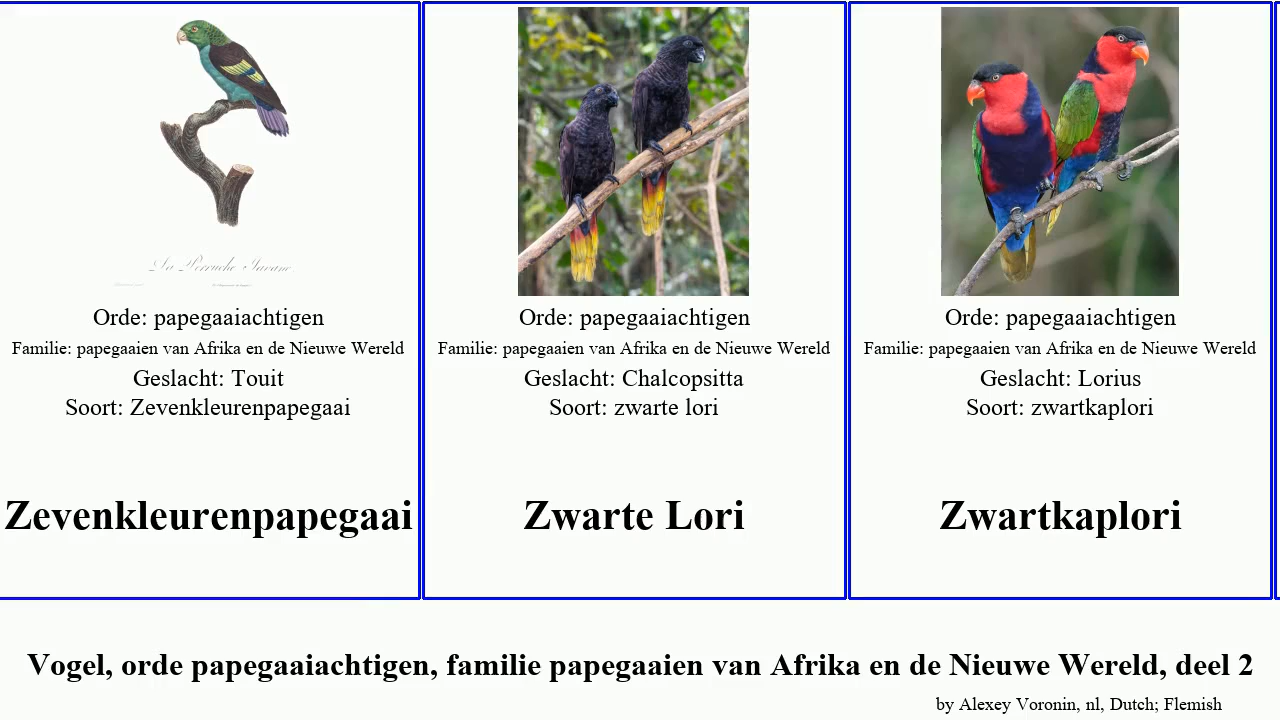 La Perruche Javane
Orde: papegaaiachtigen
Familie: papegaaien van Afrika en de Nieuwe Wereld
Geslacht: Touit
Soort: Zevenkleurenpapegaai
Zevenkleurenpapegaai
Orde: papegaaiachtigen
Familie: papegaaien van Afrika en de Nieuwe Wereld
Geslacht: Chalcopsitta
Soort: zwarte lori
Zwarte Lori
Orde: papegaaiachtigen
Familie: papegaaien van Afrika en de Nieuwe Wereld
Geslacht: Lorius
Soort: zwartkaplori
Zwartkaplori
Vogel, orde papegaaiachtigen, familie papegaaien van Afrika en de Nieuwe Wereld, deel 2
by Alexey Voronin, nl, Dutch; Flemish